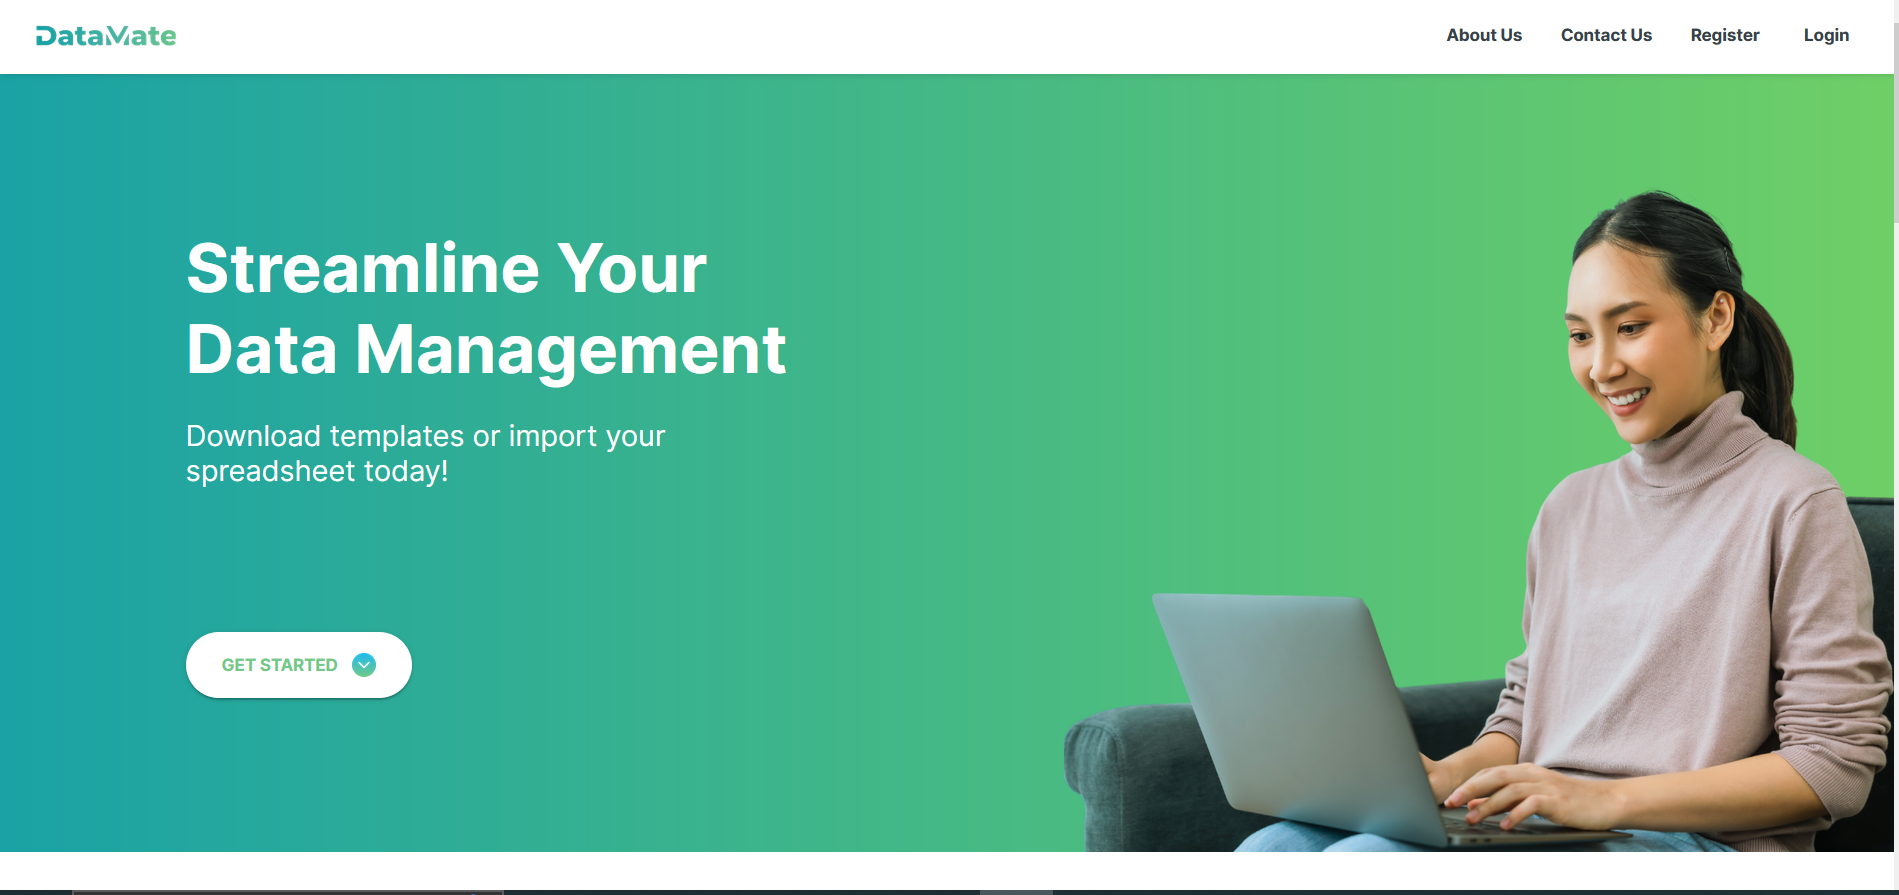 DataMate
About Us
Contact Us
Register
Login
Streamline Your
Data Management
Download templates or import your
spreadsheet today!
GET STARTED